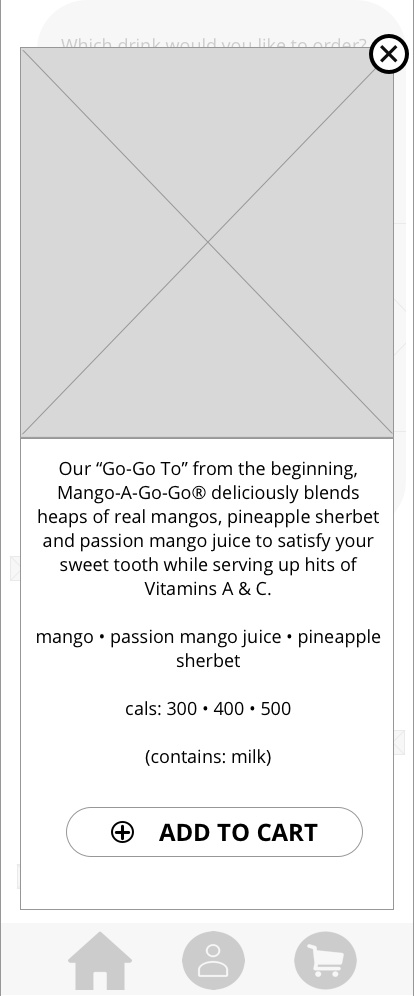 Which drink would you like to order?
Our “Go-Go To” from the beginning,
Mango-A-Go-Go® deliciously blends
heaps of real mangos, pineapple sherbet
and passion mango juice to satisfy your
sweet tooth while serving up hits of
Vitamins A & C.
mango • passion mango juice • pineapple
sherbet
cals: 300 • 400 • 500
(contains: milk)
ADD TO CART